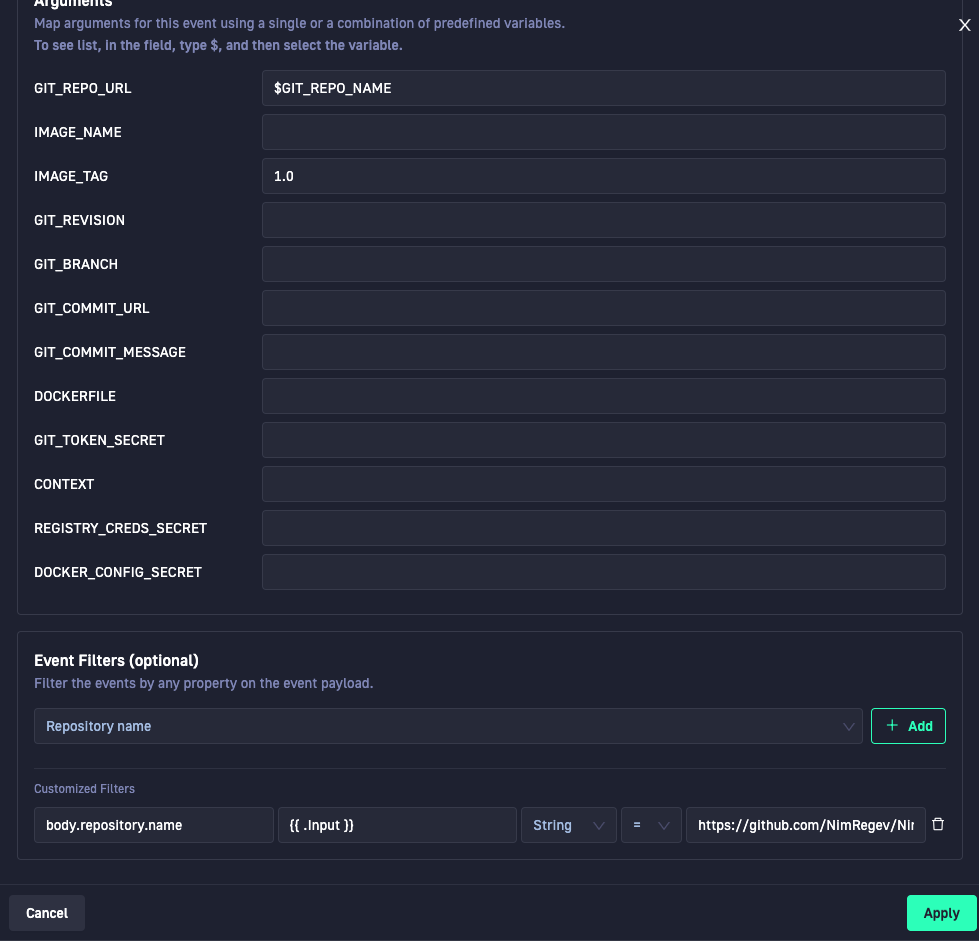 Arguments
Map arguments for this event using a single or a combination of predefined variables.
X
To see list, in the field, type $, and then select the variable.
GIT_REPO_URL $GIT_REPO_NAME
IMAGE_NAME
IMAGE_TAG 1.0
GIT_REVISION
GIT_BRANCH
GIT_COMMIT_URL
GIT_COMMIT_MESSAGE
DOCKERFILE
GIT_TOKEN_SECRET
CONTEXT
REGISTRY_CREDS_SECRET
DOCKER_CONFIG_SECRET
Event Filters (optional)
Filter the events by any property on the event payload.
Repository name + Add
Customized Filters
body.repository.name {{ .Input }} String = https://github.com/NimRegev/Nir
Cancel Apply